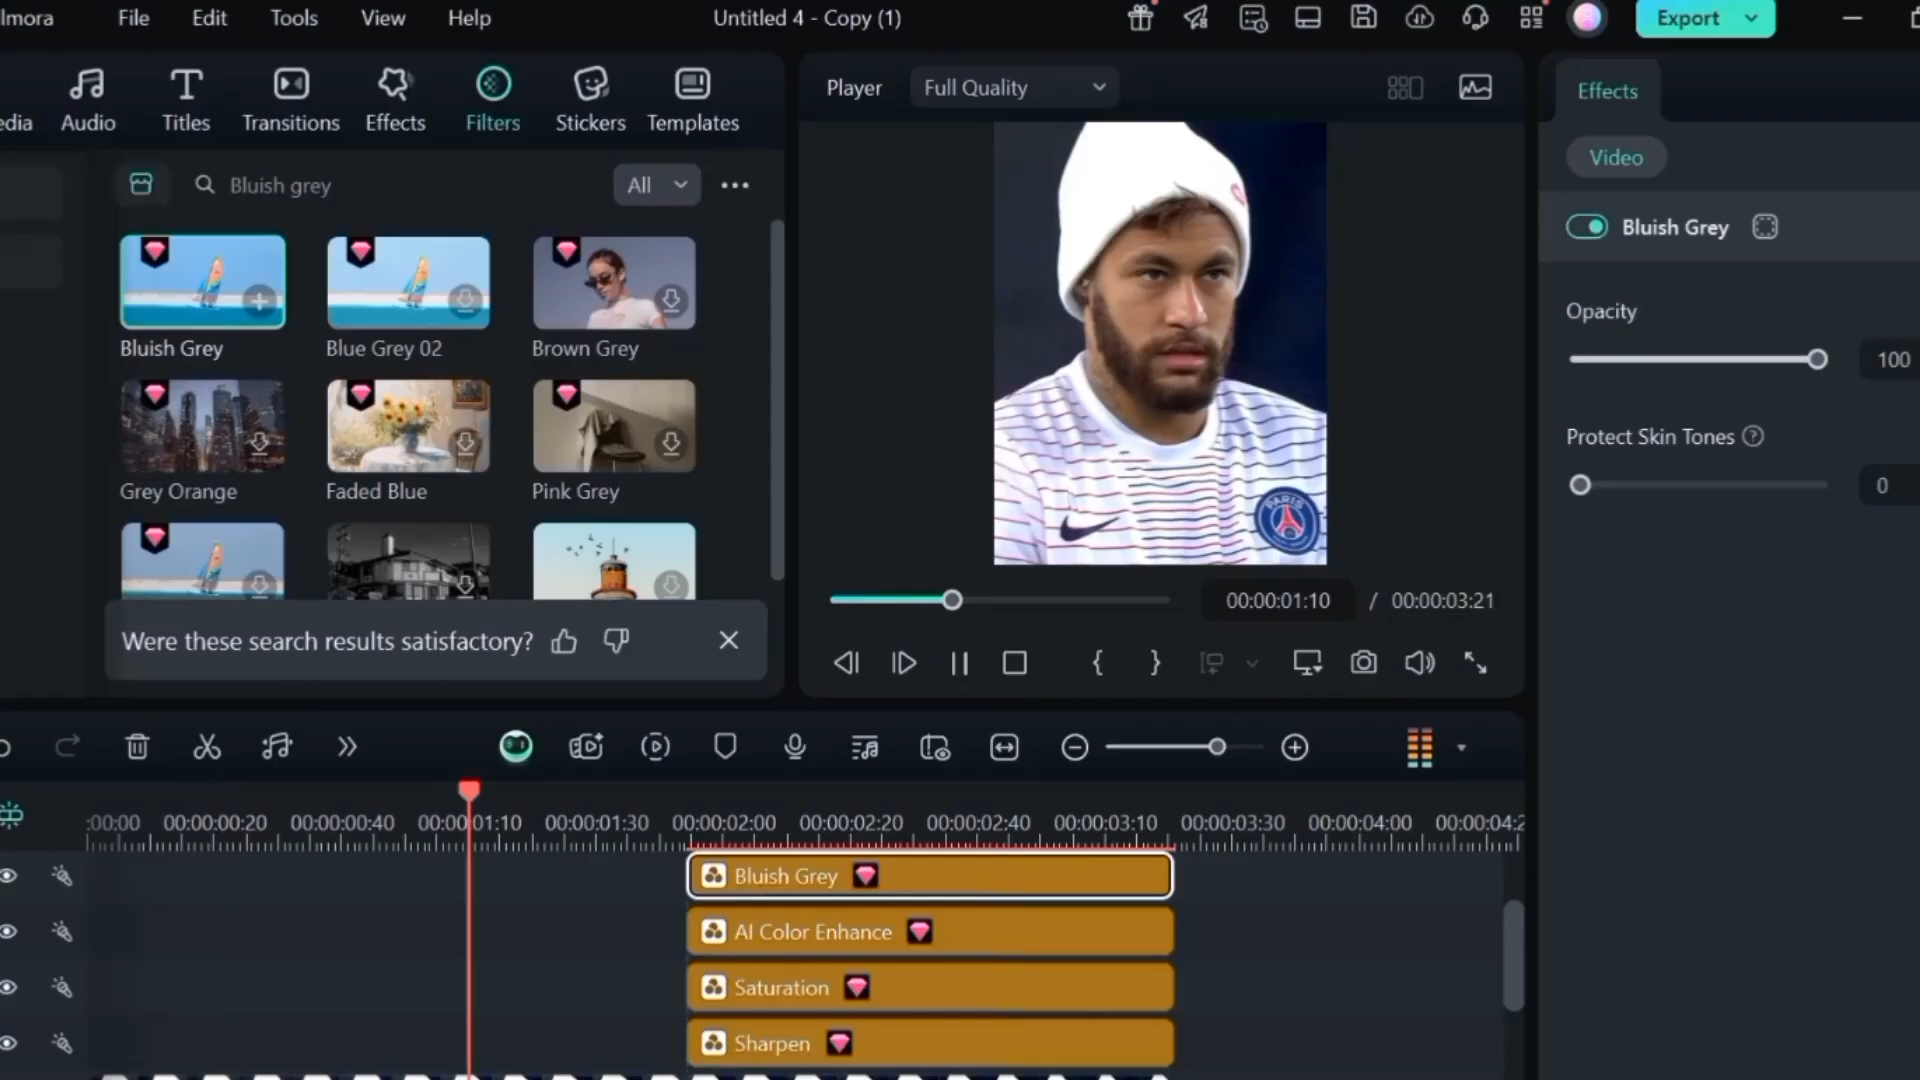 lmora File Edit Tools View Help Untitled 4 - Copy (1) Export
edia Audio Titles Transitions Effects Filters Stickers Templates
Player Full Quality
Effects
Video
Bluish grey All
Bluish Grey
Bluish Grey Blue Grey 02 Brown Grey
Opacity
100
Grey Orange Faded Blue Pink Grey
Protect Skin Tones
0
PARIS
Were these search results satisfactory?
00:00:01:10 / 00:00:03:21
:00:00 00:00:00:20 00:00:00:40 00:00:01:10 00:00:01:30 00:00:02:00 00:00:02:20 00:00:02:40 00:00:03:10 00:00:03:30 00:00:04:00 00:00:04:2
Bluish Grey
AI Color Enhance
Saturation
Sharpen